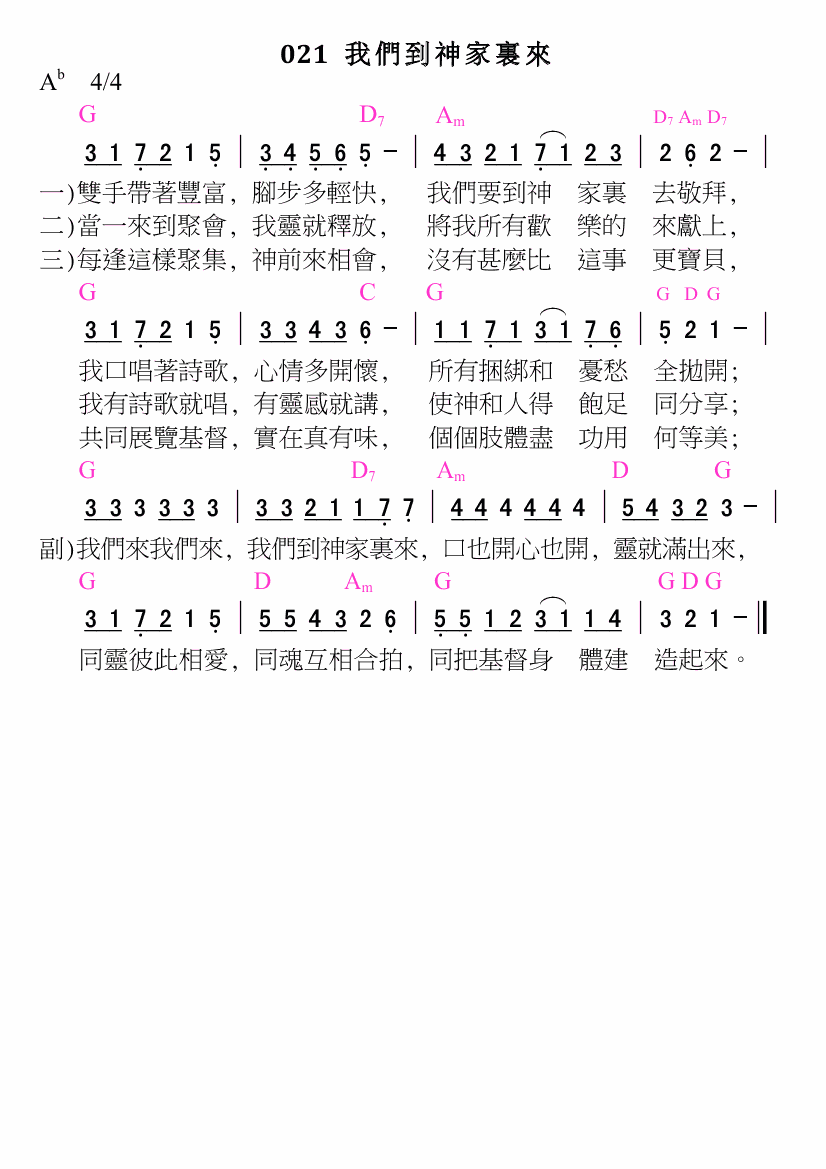 021 我們到神家裏來
Ab 4/4
G D7 Am D7 Am D7
3 1 7 2 1 5 | 3 4 5 6 5 - | 4 3 2 1 7 1 2 3 | 2 6 2 - |
一)雙手帶著豐富, 腳步多輕快, 我們要到神 家裏 去敬拜,
二)當一來到聚會, 我靈就釋放, 將我所有歡 樂的 來獻上,
三)每逢這樣聚集, 神前來相會, 沒有甚麼比 這事 更寶貝,
G C G G D G
3 1 7 2 1 5 | 3 3 4 3 6 - | 1 1 7 1 3 1 7 6 | 5 2 1 - |
我口唱著詩歌, 心情多開懷, 所有捆綁和 憂愁 全拋開;
我有詩歌就唱, 有靈感就講, 使神和人得 飽足 同分享;
共同展覽基督, 實在真有味, 個個肢體盡 功用 何等美;
G D7 Am D G
3 3 3 3 3 3 | 3 3 2 1 1 7 7 | 4 4 4 4 4 4 | 5 4 3 2 3 - |
副)我們來我們來, 我們到神家裏來, 口也開心也開, 靈就滿出來,
G D Am G G D G
3 1 7 2 1 5 | 5 5 4 3 2 6 | 5 5 1 2 3 1 1 4 | 3 2 1 - ‖
同靈彼此相愛, 同魂互相合拍, 同把基督身 體建 造起來。